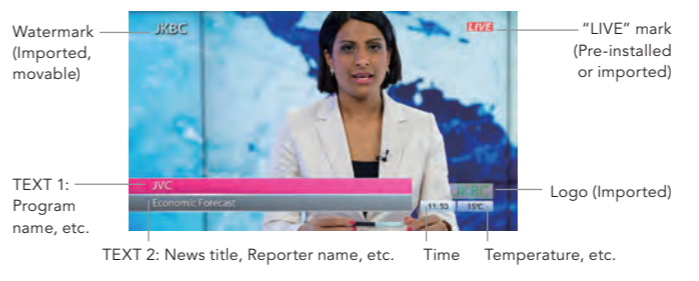 Watermark
(Imported,
movable)
JKBC
LIVE
"LIVE" mark
(Pre-installed
or imported)
TEXT 1:
Program
name, etc.
JVC
Economic Forecast
JKBC
11:53 15℃
Logo (Imported)
TEXT 2: News title, Reporter name, etc.
Time
Temperature, etc.